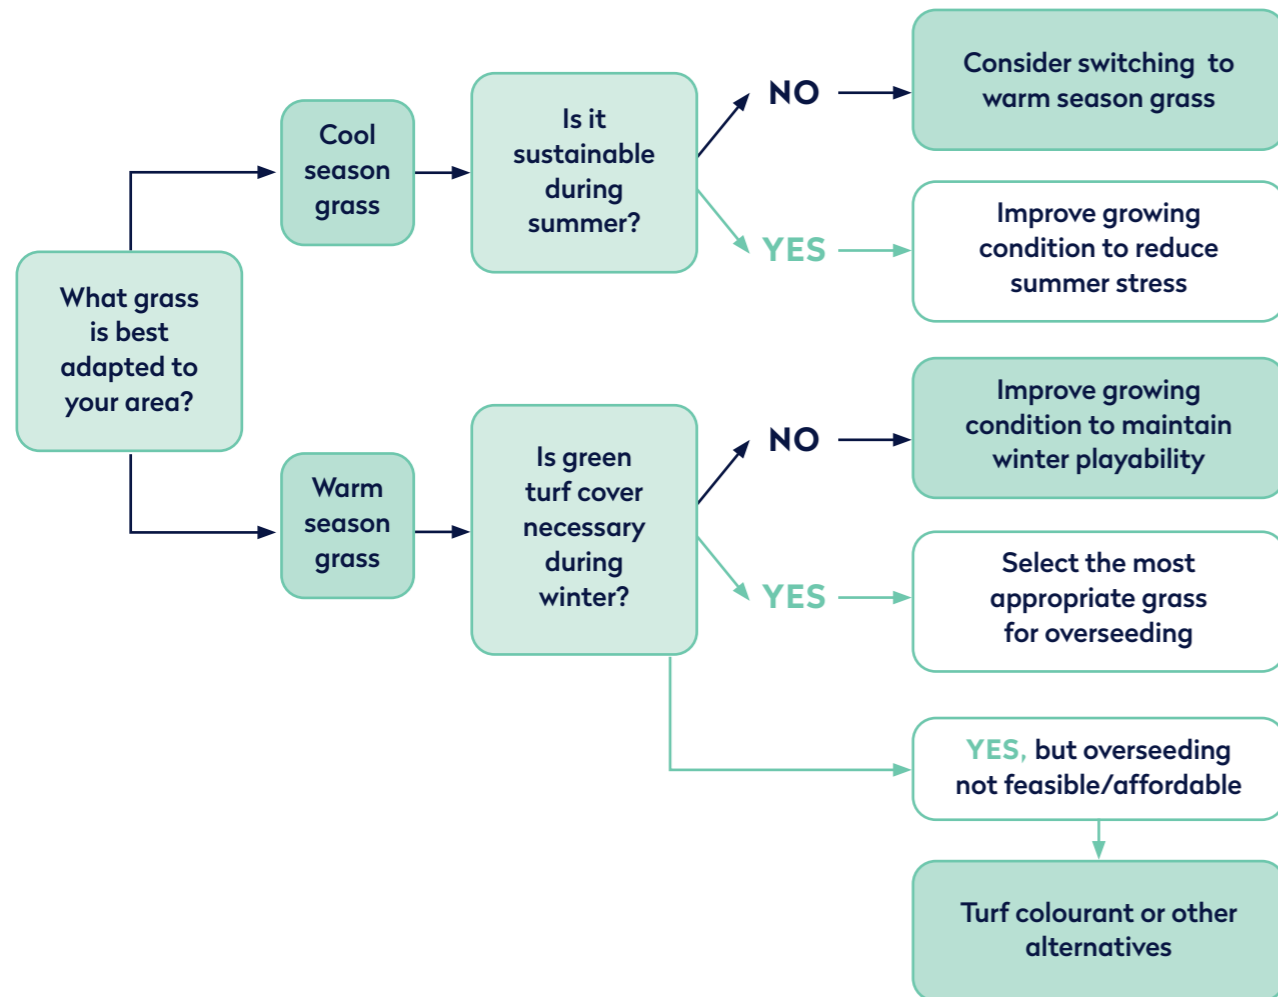 What grass
is best
adapted to
your area?
Cool
season
grass
Is it
sustainable
during
summer?
NO
Consider switching to
warm season grass
YES
Improve growing
condition to reduce
summer stress
Warm
season
grass
Is green
turf cover
necessary
during
winter?
NO
Improve growing
condition to maintain
winter playability
YES
Select the most
appropriate grass
for overseeding
YES, but overseeding
not feasible/affordable
Turf colourant or other
alternatives